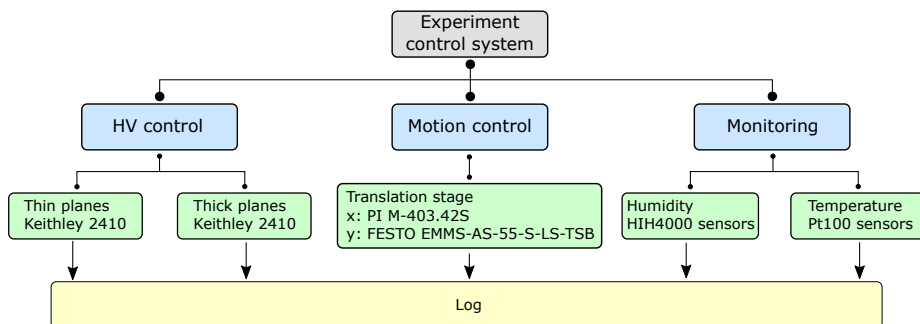 Experiment
control system
HV control
Motion control
Monitoring
Thin planes
Keithley 2410
Thick planes
Keithley 2410
Translation stage
x: PI M-403.42S
y: FESTO EMMS-AS-55-S-LS-TSB
Humidity
HIH4000 sensors
Temperature
Pt100 sensors
Log